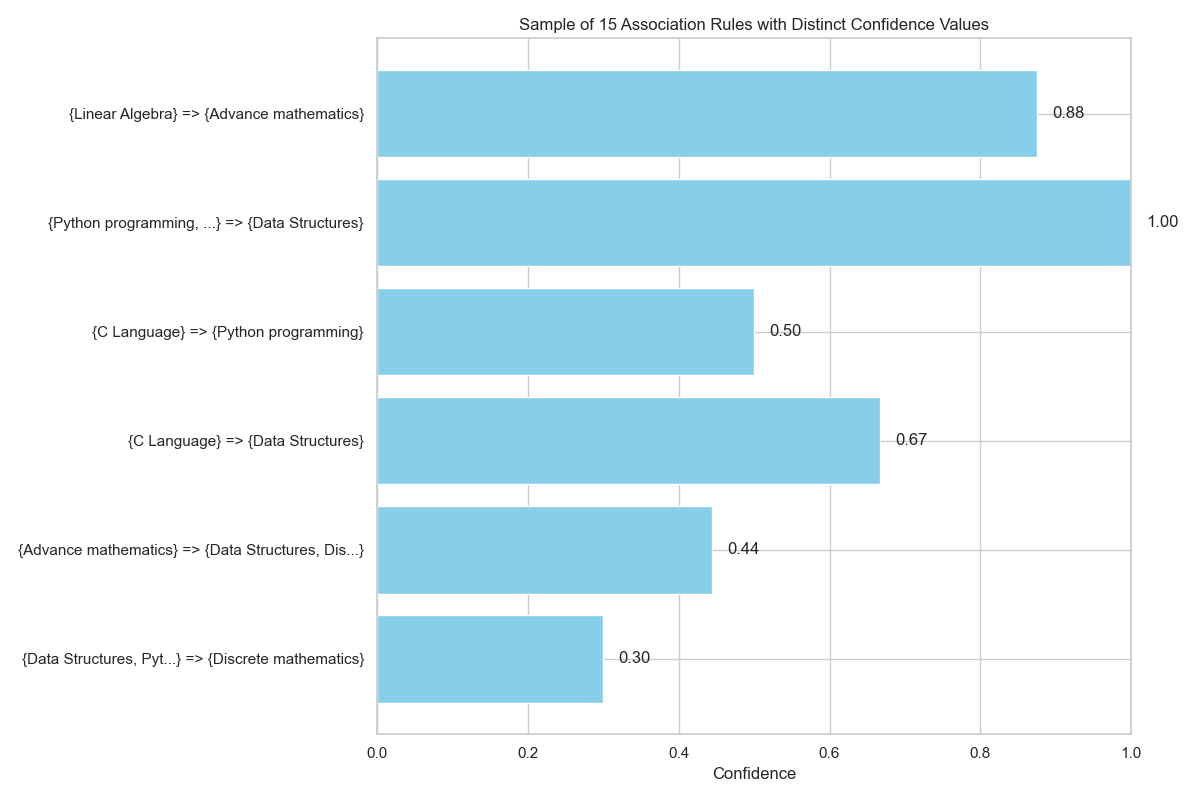 Sample of 15 Association Rules with Distinct Confidence Values
{Linear Algebra} => {Advance mathematics}
0.88
{Python programming, ...} => {Data Structures}
1.00
{C Language} => {Python programming}
0.50
{C Language} => {Data Structures}
0.67
{Advance mathematics} => {Data Structures, Dis...}
0.44
{Data Structures, Pyt...} => {Discrete mathematics}
0.30
0.0 0.2 0.4 0.6 0.8 1.0
Confidence